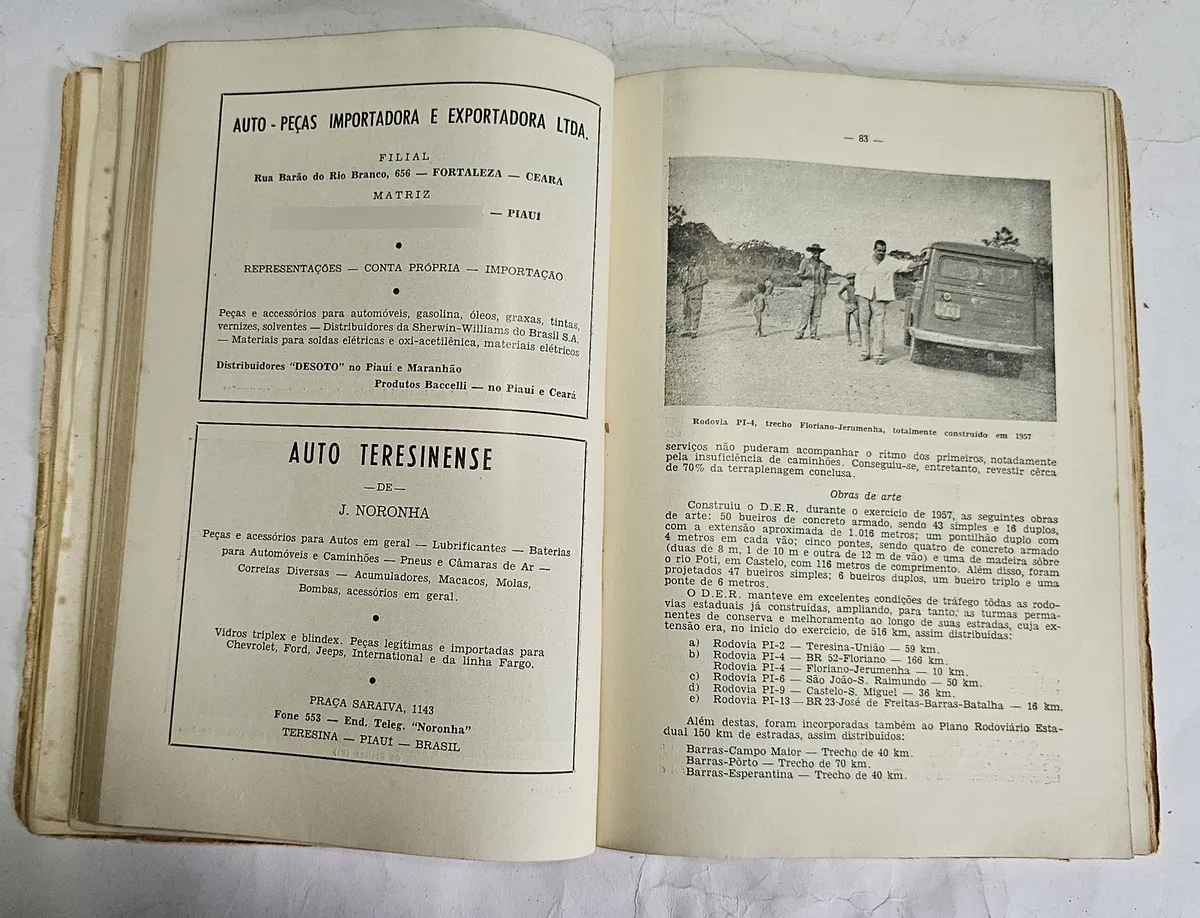 AUTO - PEÇAS IMPORTADORA E EXPORTADORA LTDA.
FILIAL
Rua Barão do Rio Branco, 656 — FORTALEZA — CEARÁ
MATRIZ
— PIAUÍ
REPRESENTAÇÕES — CONTA PRÓPRIA — IMPORTAÇÃO
Peças e accessórios para automóveis, gasolina, óleos, graxas, tintas,
vernizes, solventes — Distribuidores da Sherwin-Williams do Brasil S.A.
— Materiais para soldas elétricas e oxi-acetilênica, materiais elétricos
Distribuidores "DESOTO" no Piauí e Maranhão
Produtos Baccelli — no Piauí e Ceará
AUTO TERESINENSE
—DE—
J. NORONHA
Peças e acessórios para Autos em geral — Lubrificantes — Baterias
para Automóveis e Caminhões — Pneus e Câmaras de Ar —
Correias Diversas — Acumuladores, Macacos, Molas,
Bombas, acessórios em geral.
Vidros triplex e blindex. Peças legítimas e importadas para
Chevrolet, Ford, Jeeps, International e da linha Fargo.
PRAÇA SARAIVA, 1143
Fone 553 — End. Teleg. "Noronha"
TERESINA — PIAUÍ — BRASIL
— 83 —
Rodovia PI-4, trecho Floriano-Jerumenha, totalmente construído em 1957
serviços não puderam acompanhar o ritmo dos primeiros, notadamente
pela insuficiência de caminhões. Conseguiu-se, entretanto, revestir cêrca
de 70% da terraplenagem conclusa.
Obras de arte
Construiu o D.E.R. durante o exercício de 1957, as seguintes obras
de arte: 50 bueiros de concreto armado, sendo 43 simples e 16 duplos,
com a extensão aproximada de 1.016 metros; um pontilhão duplo com
4 metros em cada vão; cinco pontes, sendo quatro de concreto armado
(duas de 8 m, 1 de 10 m e outra de 12 m de vão) e uma de madeira sôbre
o rio Poti, em Castelo, com 116 metros de comprimento. Além disso, foram
projetados 47 bueiros simples; 6 bueiros duplos, um bueiro triplo e uma
ponte de 6 metros.
O D.E.R. manteve em excelentes condições de tráfego tôdas as rodo-
vias estaduais já construídas, ampliando, para tanto, as turmas perma-
nentes de conserva e melhoramento ao longo de suas estradas, cuja ex-
tensão era, no início do exercício, de 516 km, assim distribuídas:
a) Rodovia PI-2 — Teresina-União — 59 km.
b) Rodovia PI-4 — BR 52-Floriano — 166 km.
Rodovia PI-4 — Floriano-Jerumenha — 10 km.
c) Rodovia PI-6 — São João-S. Raimundo — 50 km.
d) Rodovia PI-9 — Castelo-S. Miguel — 36 km.
e) Rodovia PI-13 — BR 23-José de Freitas-Barras-Batalha — 16 km.
Além destas, foram incorporadas também ao Plano Rodoviário Esta-
dual 150 km de estradas, assim distribuídos:
Barras-Campo Maior — Trecho de 40 km.
Barras-Pôrto — Trecho de 70 km.
Barras-Esperantina — Trecho de 40 km.